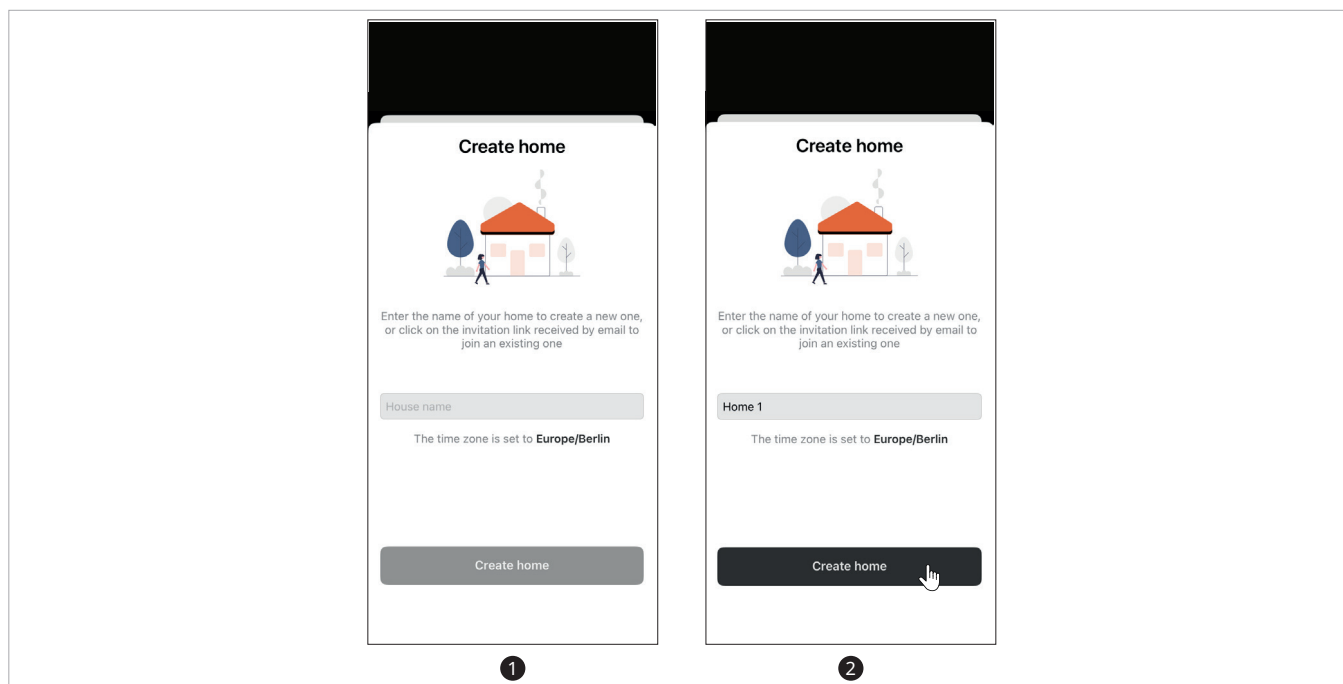 Create home
Enter the name of your home to create a new one,
or click on the invitation link received by email to
join an existing one
House name
The time zone is set to Europe/Berlin
Create home
1
Create home
Enter the name of your home to create a new one,
or click on the invitation link received by email to
join an existing one
Home 1
The time zone is set to Europe/Berlin
Create home
2